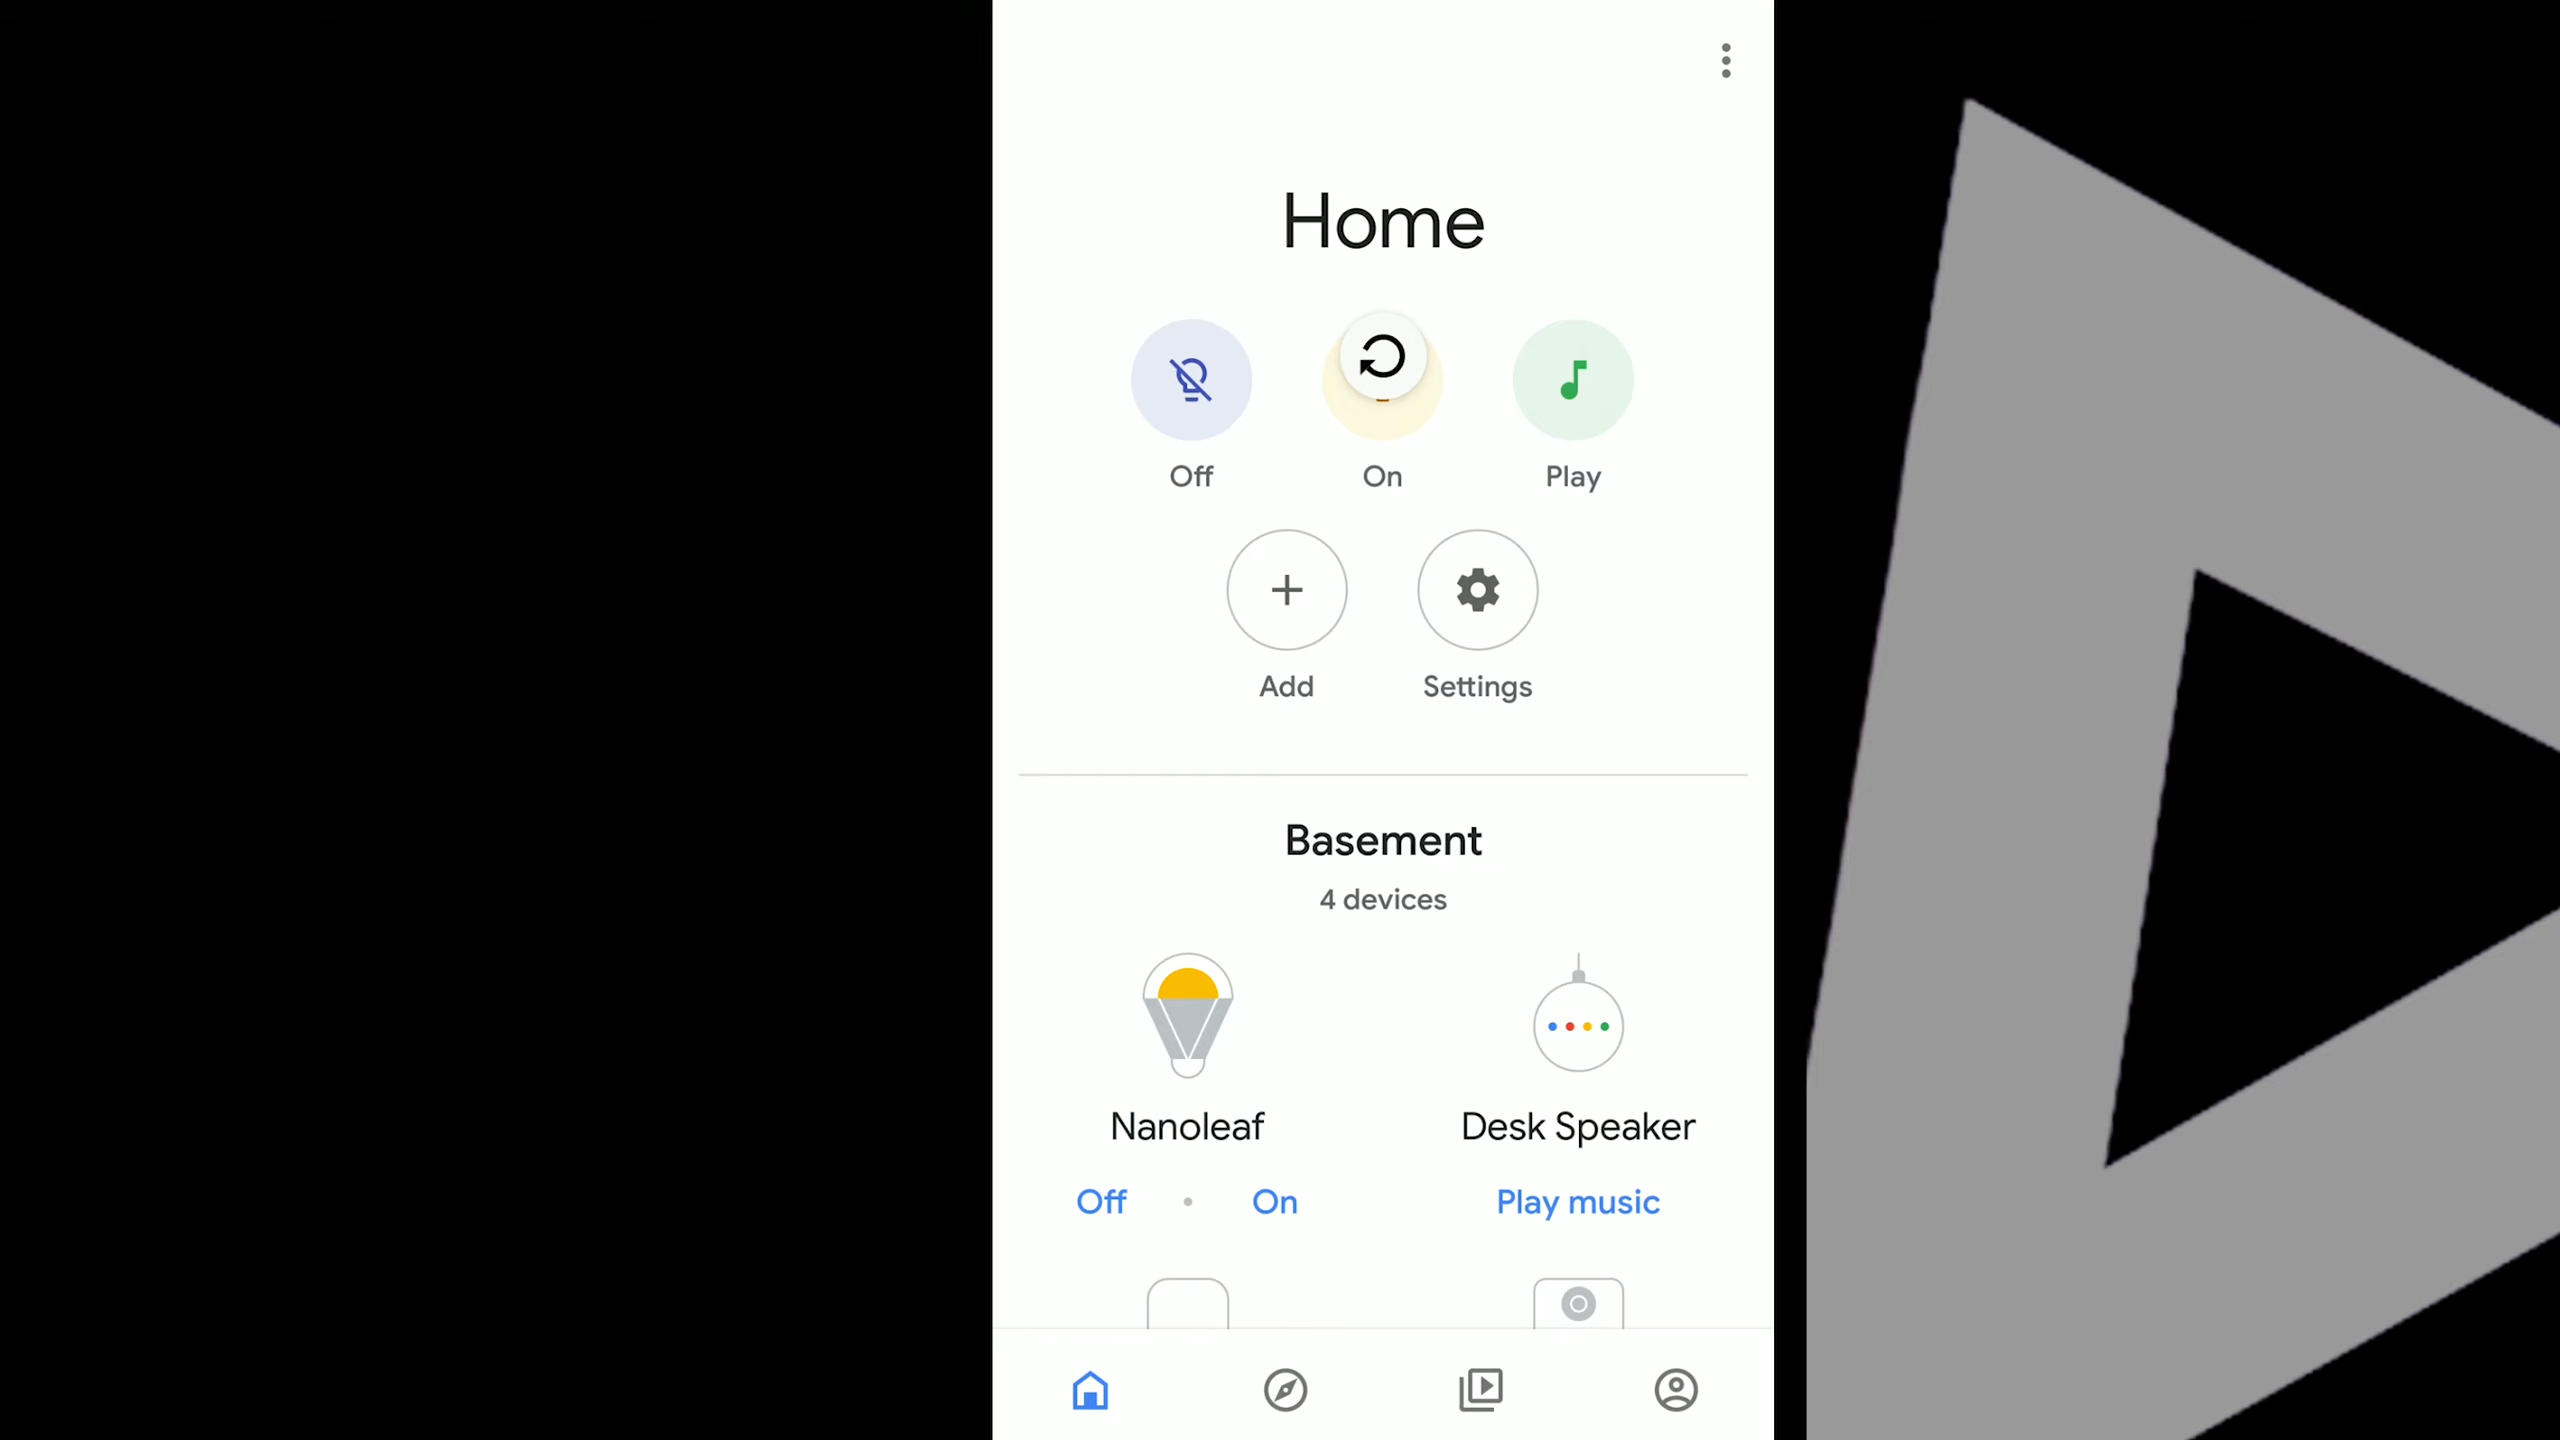 Home
Off
On
Play
Add
Settings
Basement
4 devices
Nanoleaf
Desk Speaker
Off • On
Play music